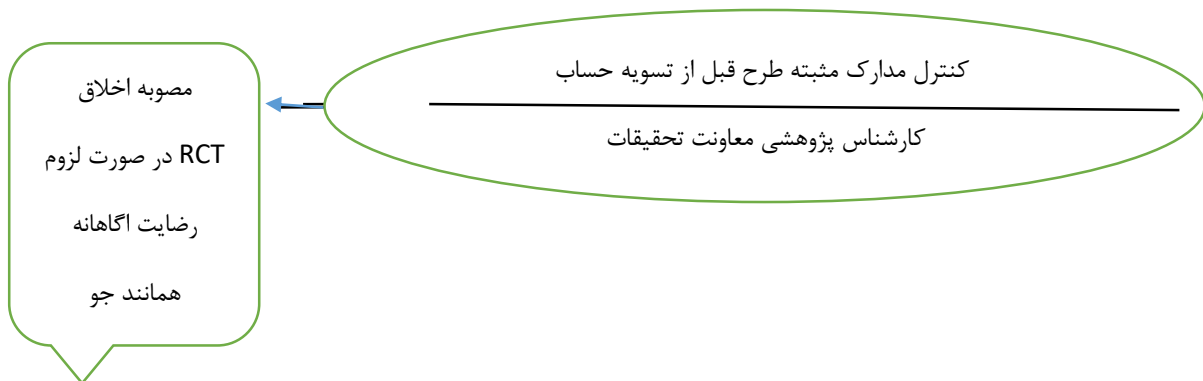 کنترل مدارک مثبته طرح قبل از تسویه حساب
کارشناس پژوهشی معاونت تحقیقات
مصوبه اخلاق
RCT در صورت لزوم
رضایت اگاهانه
همانند جو